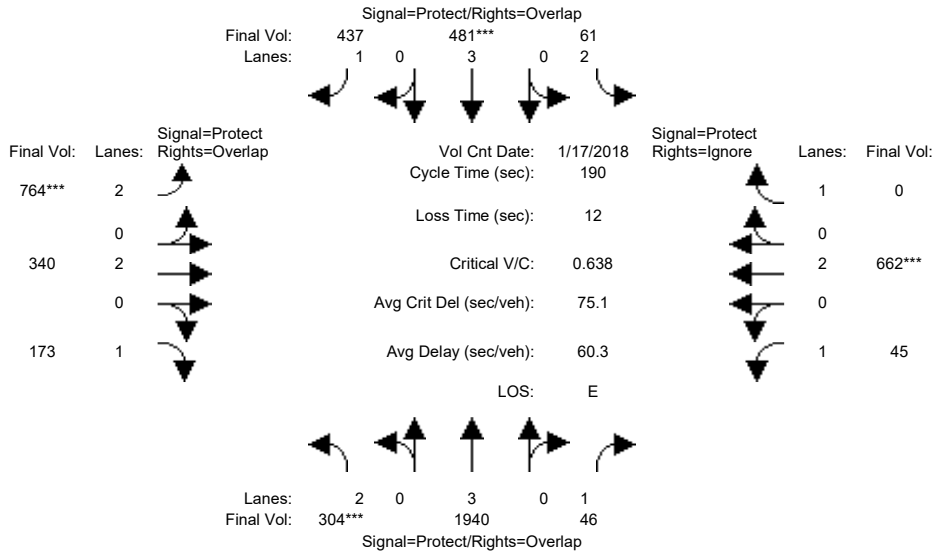 Signal=Protect/Rights=Overlap
Final Vol: 437 481*** 61
Lanes: 1 0 3 0 2
Signal=Protect
Final Vol: Lanes: Rights=Overlap
Vol Cnt Date: 1/17/2018
Signal=Protect
Rights=Ignore Lanes: Final Vol:
Cycle Time (sec): 190
764*** 2
1 0
Loss Time (sec): 12
0
0
340 2
Critical V/C: 0.638
2 662***
0
Avg Crit Del (sec/veh): 75.1
0
173 1
Avg Delay (sec/veh): 60.3
1 45
LOS: E
Lanes: 2 0 3 0 1
Final Vol: 304*** 1940 46
Signal=Protect/Rights=Overlap